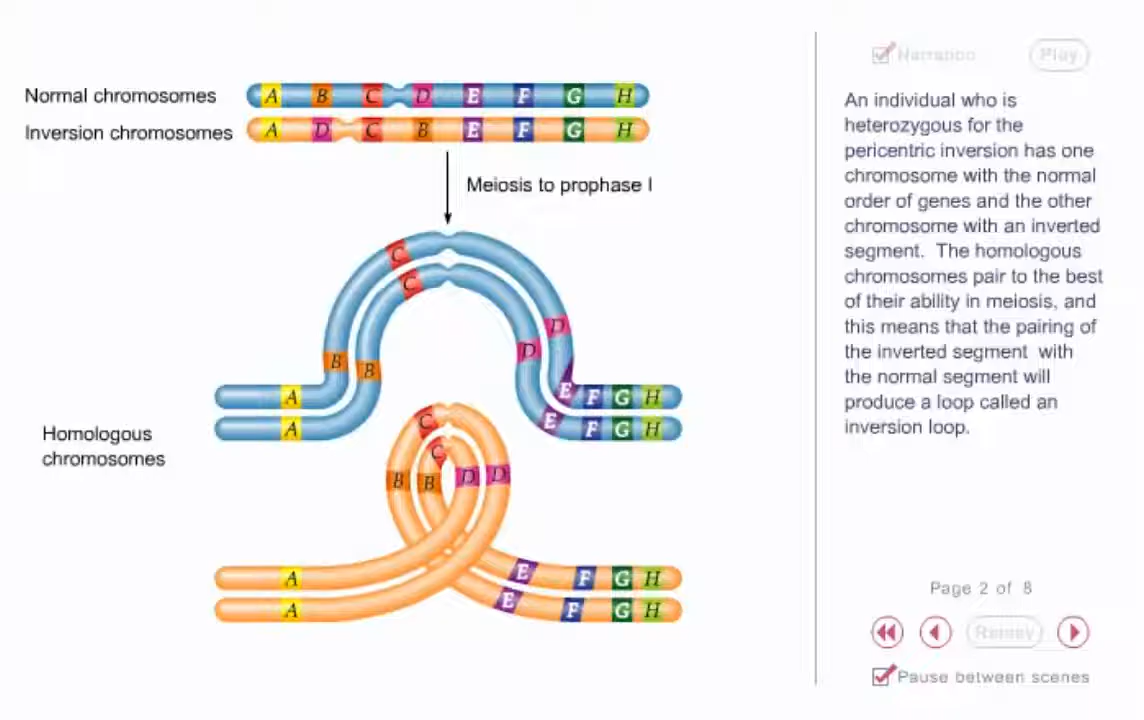 Narration Play
Normal chromosomes A B C D E F G H
Inversion chromosomes A D C B E F G H
Meiosis to prophase I
C
C
D
D
B
B
A E F G H
A E F G H
Homologous
chromosomes
C
C
B B D D
A E F G H
A E F G H
An individual who is
heterozygous for the
pericentric inversion has one
chromosome with the normal
order of genes and the other
chromosome with an inverted
segment. The homologous
chromosomes pair to the best
of their ability in meiosis, and
this means that the pairing of
the inverted segment with
the normal segment will
produce a loop called an
inversion loop.
Page 2 of 8
Replay
Pause between scenes